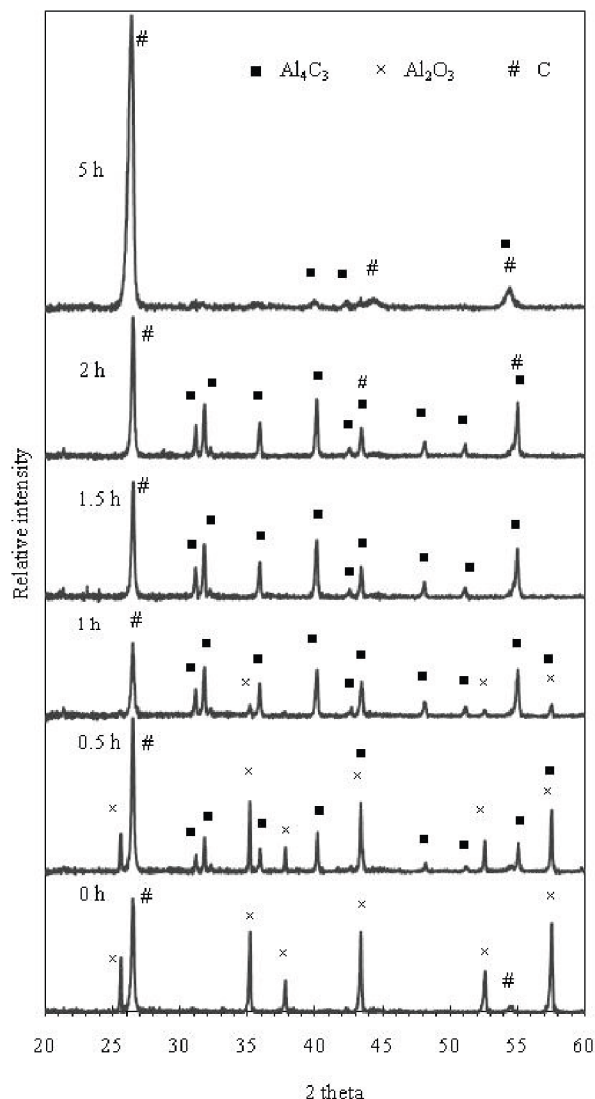 ■ Al₄C₃ × Al₂O₃ # C
#
5 h
■ ■ # ■ #
#
2 h
■ ■ ■ ■ # ■ ■ ■ ■ # ■
#
1.5 h
■ ■ ■ ■ ■ ■ ■ ■ ■
#
1 h
■ ■ × ■ ■ ■ ■ ■ ■ × ■ ■ ×
0.5 h
#
× ■ ■ × ■ × ■ ■ × ■ ■ × ■ ■ ×
0 h
#
× × × × × # ×
Relative intensity
20 25 30 35 40 45 50 55 60
2 theta